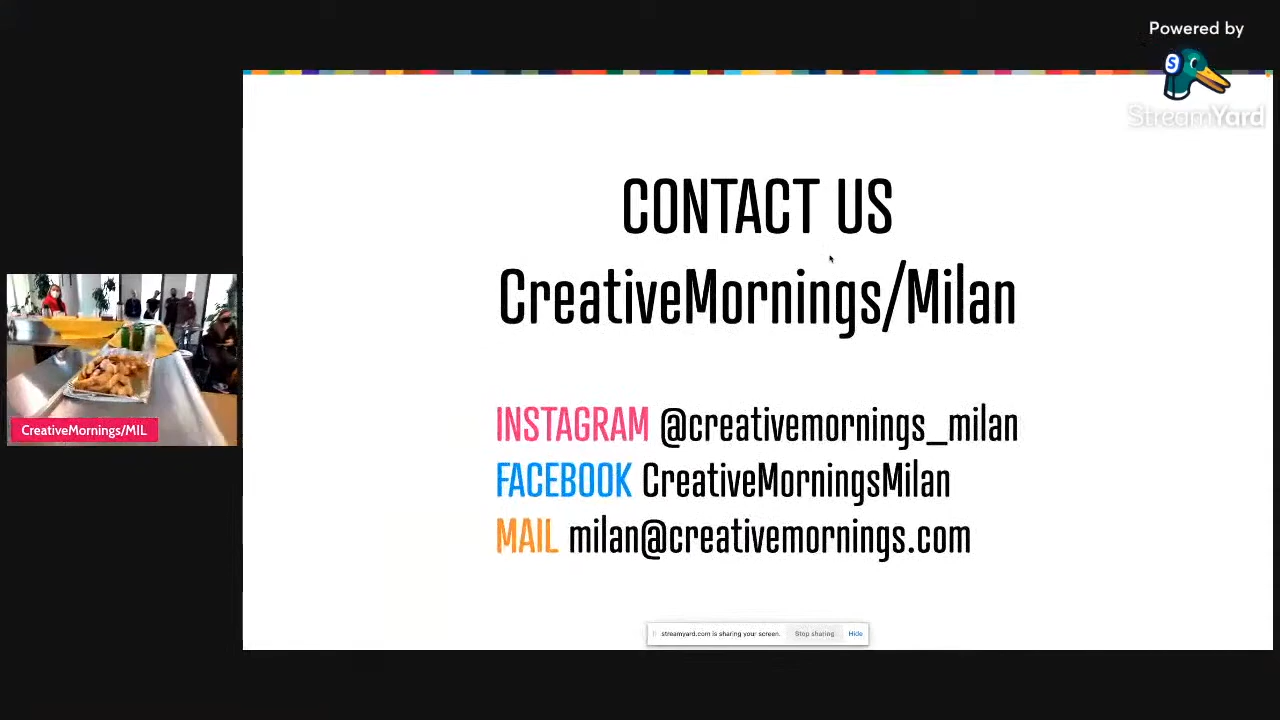 Powered by
S
StreamYard
CONTACT US
CreativeMornings/Milan
INSTAGRAM @creativemornings_milan
FACEBOOK CreativeMorningsMilan
MAIL milan@creativemornings.com
CreativeMornings/MIL
streamyard.com is sharing your screen. Stop sharing Hide